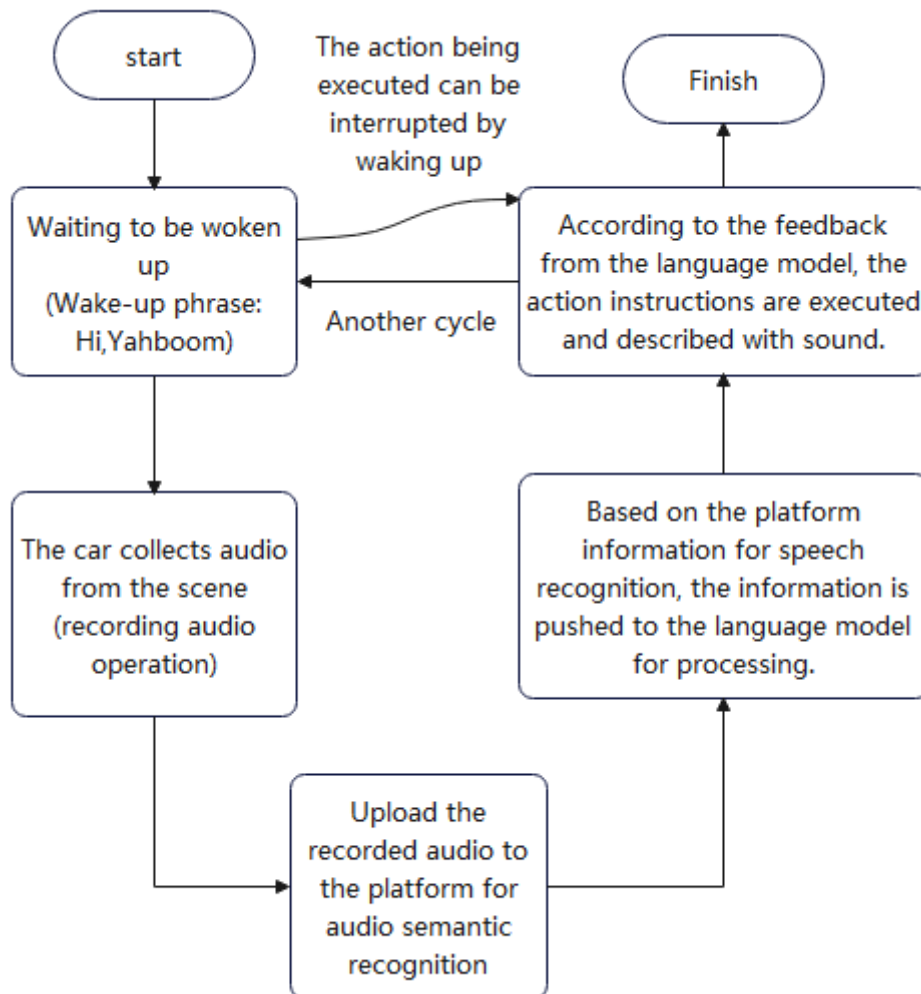 start
The action being
executed can be
interrupted by
waking up
Finish
Waiting to be woken
up
(Wake-up phrase:
Hi,Yahboom)
According to the feedback
from the language model, the
action instructions are executed
and described with sound.
Another cycle
The car collects audio
from the scene
(recording audio
operation)
Based on the platform
information for speech
recognition, the information is
pushed to the language model
for processing.
Upload the
recorded audio to
the platform for
audio semantic
recognition